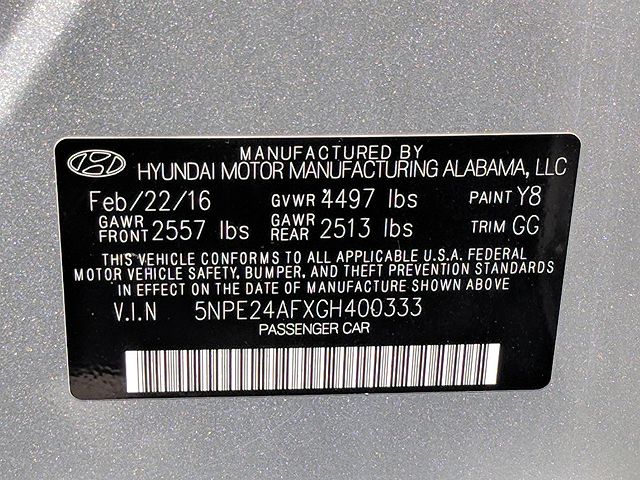 MANUFACTURED BY
HYUNDAI MOTOR MANUFACTURING ALABAMA, LLC
Feb/22/16 GVWR 4497 lbs PAINT Y8
GAWR FRONT 2557 lbs GAWR REAR 2513 lbs TRIM GG
THIS VEHICLE CONFORMS TO ALL APPLICABLE U.S.A. FEDERAL
MOTOR VEHICLE SAFETY, BUMPER, AND THEFT PREVENTION STANDARDS
IN EFFECT ON THE DATE OF MANUFACTURE SHOWN ABOVE
V.I.N 5NPE24AFXGH400333
PASSENGER CAR